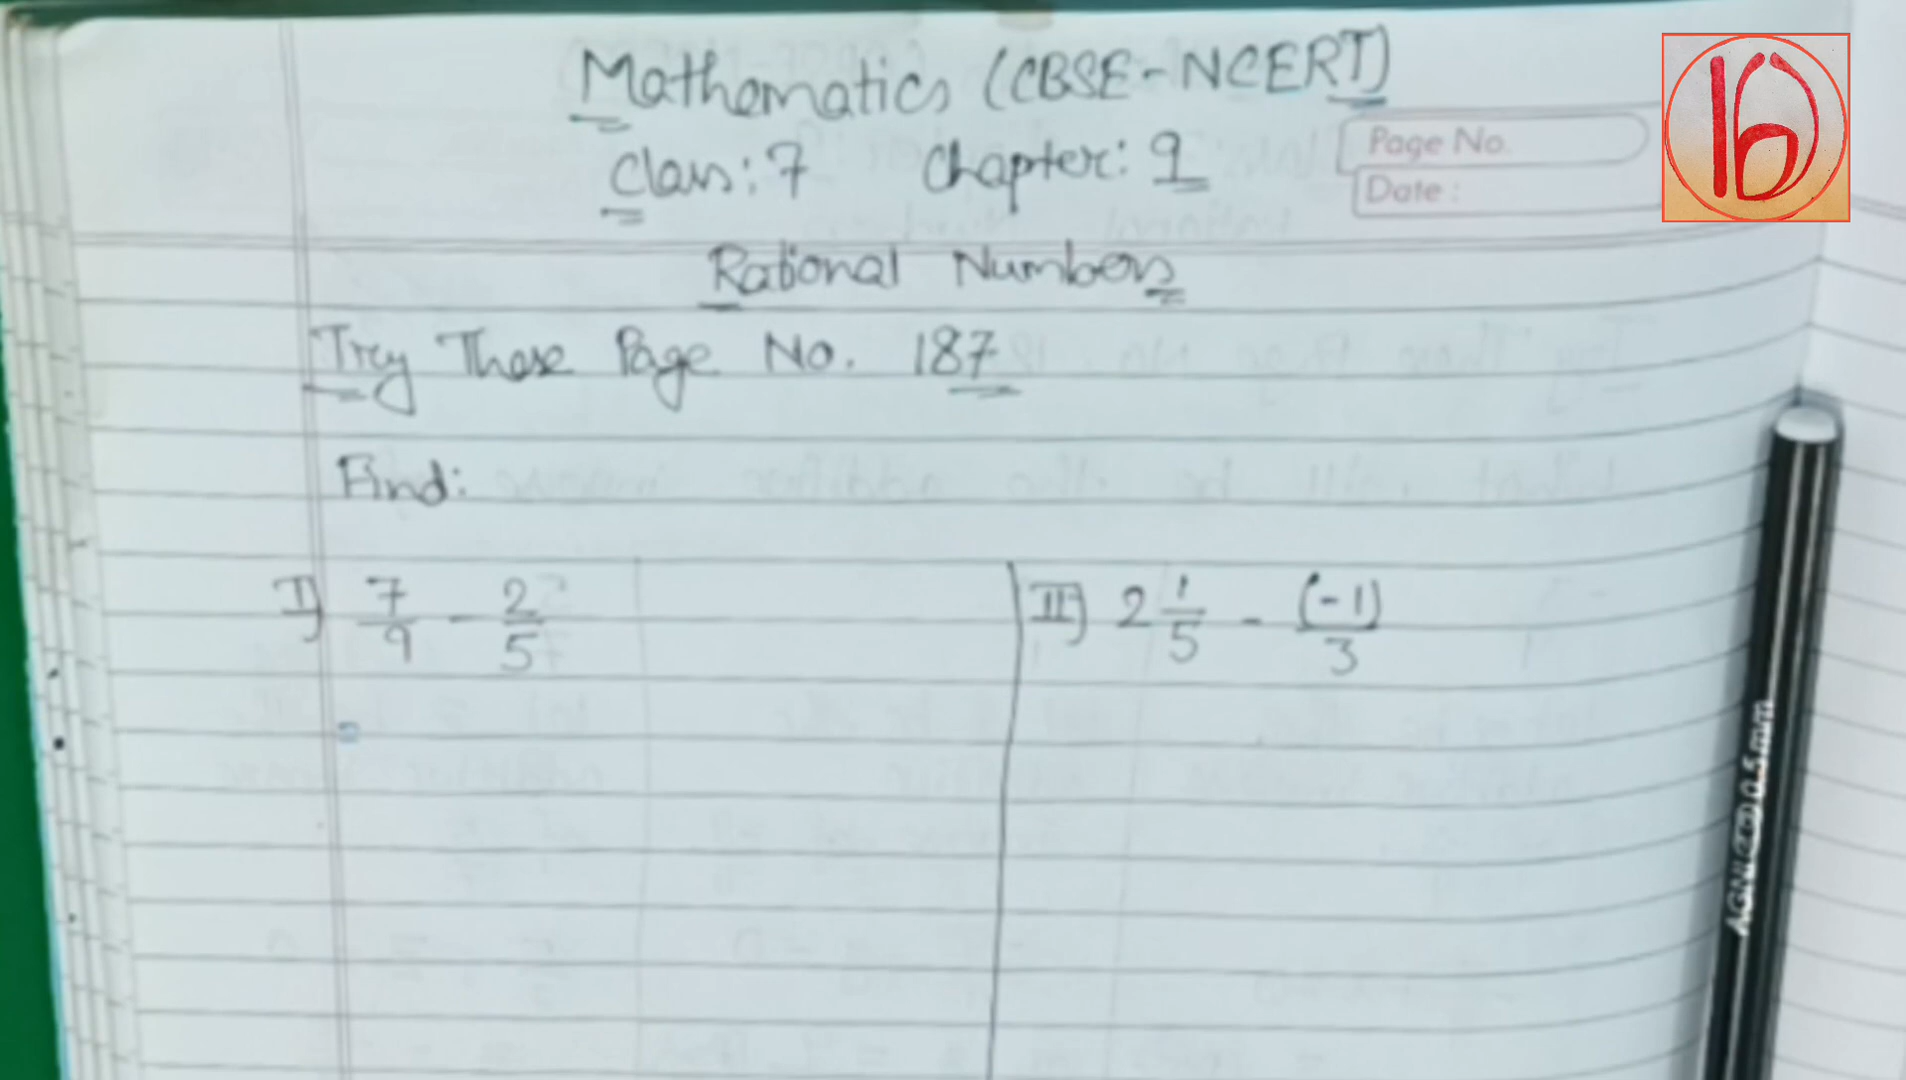 Mathematics (CBSE-NCERT)
Class: 7 Chapter: 9
Page No.
Date :
Rational Numbers
Try These Page No. 187
Find:
I) 7/9 - 2/5
II) 2 1/5 - (-1)/3
0.5mm